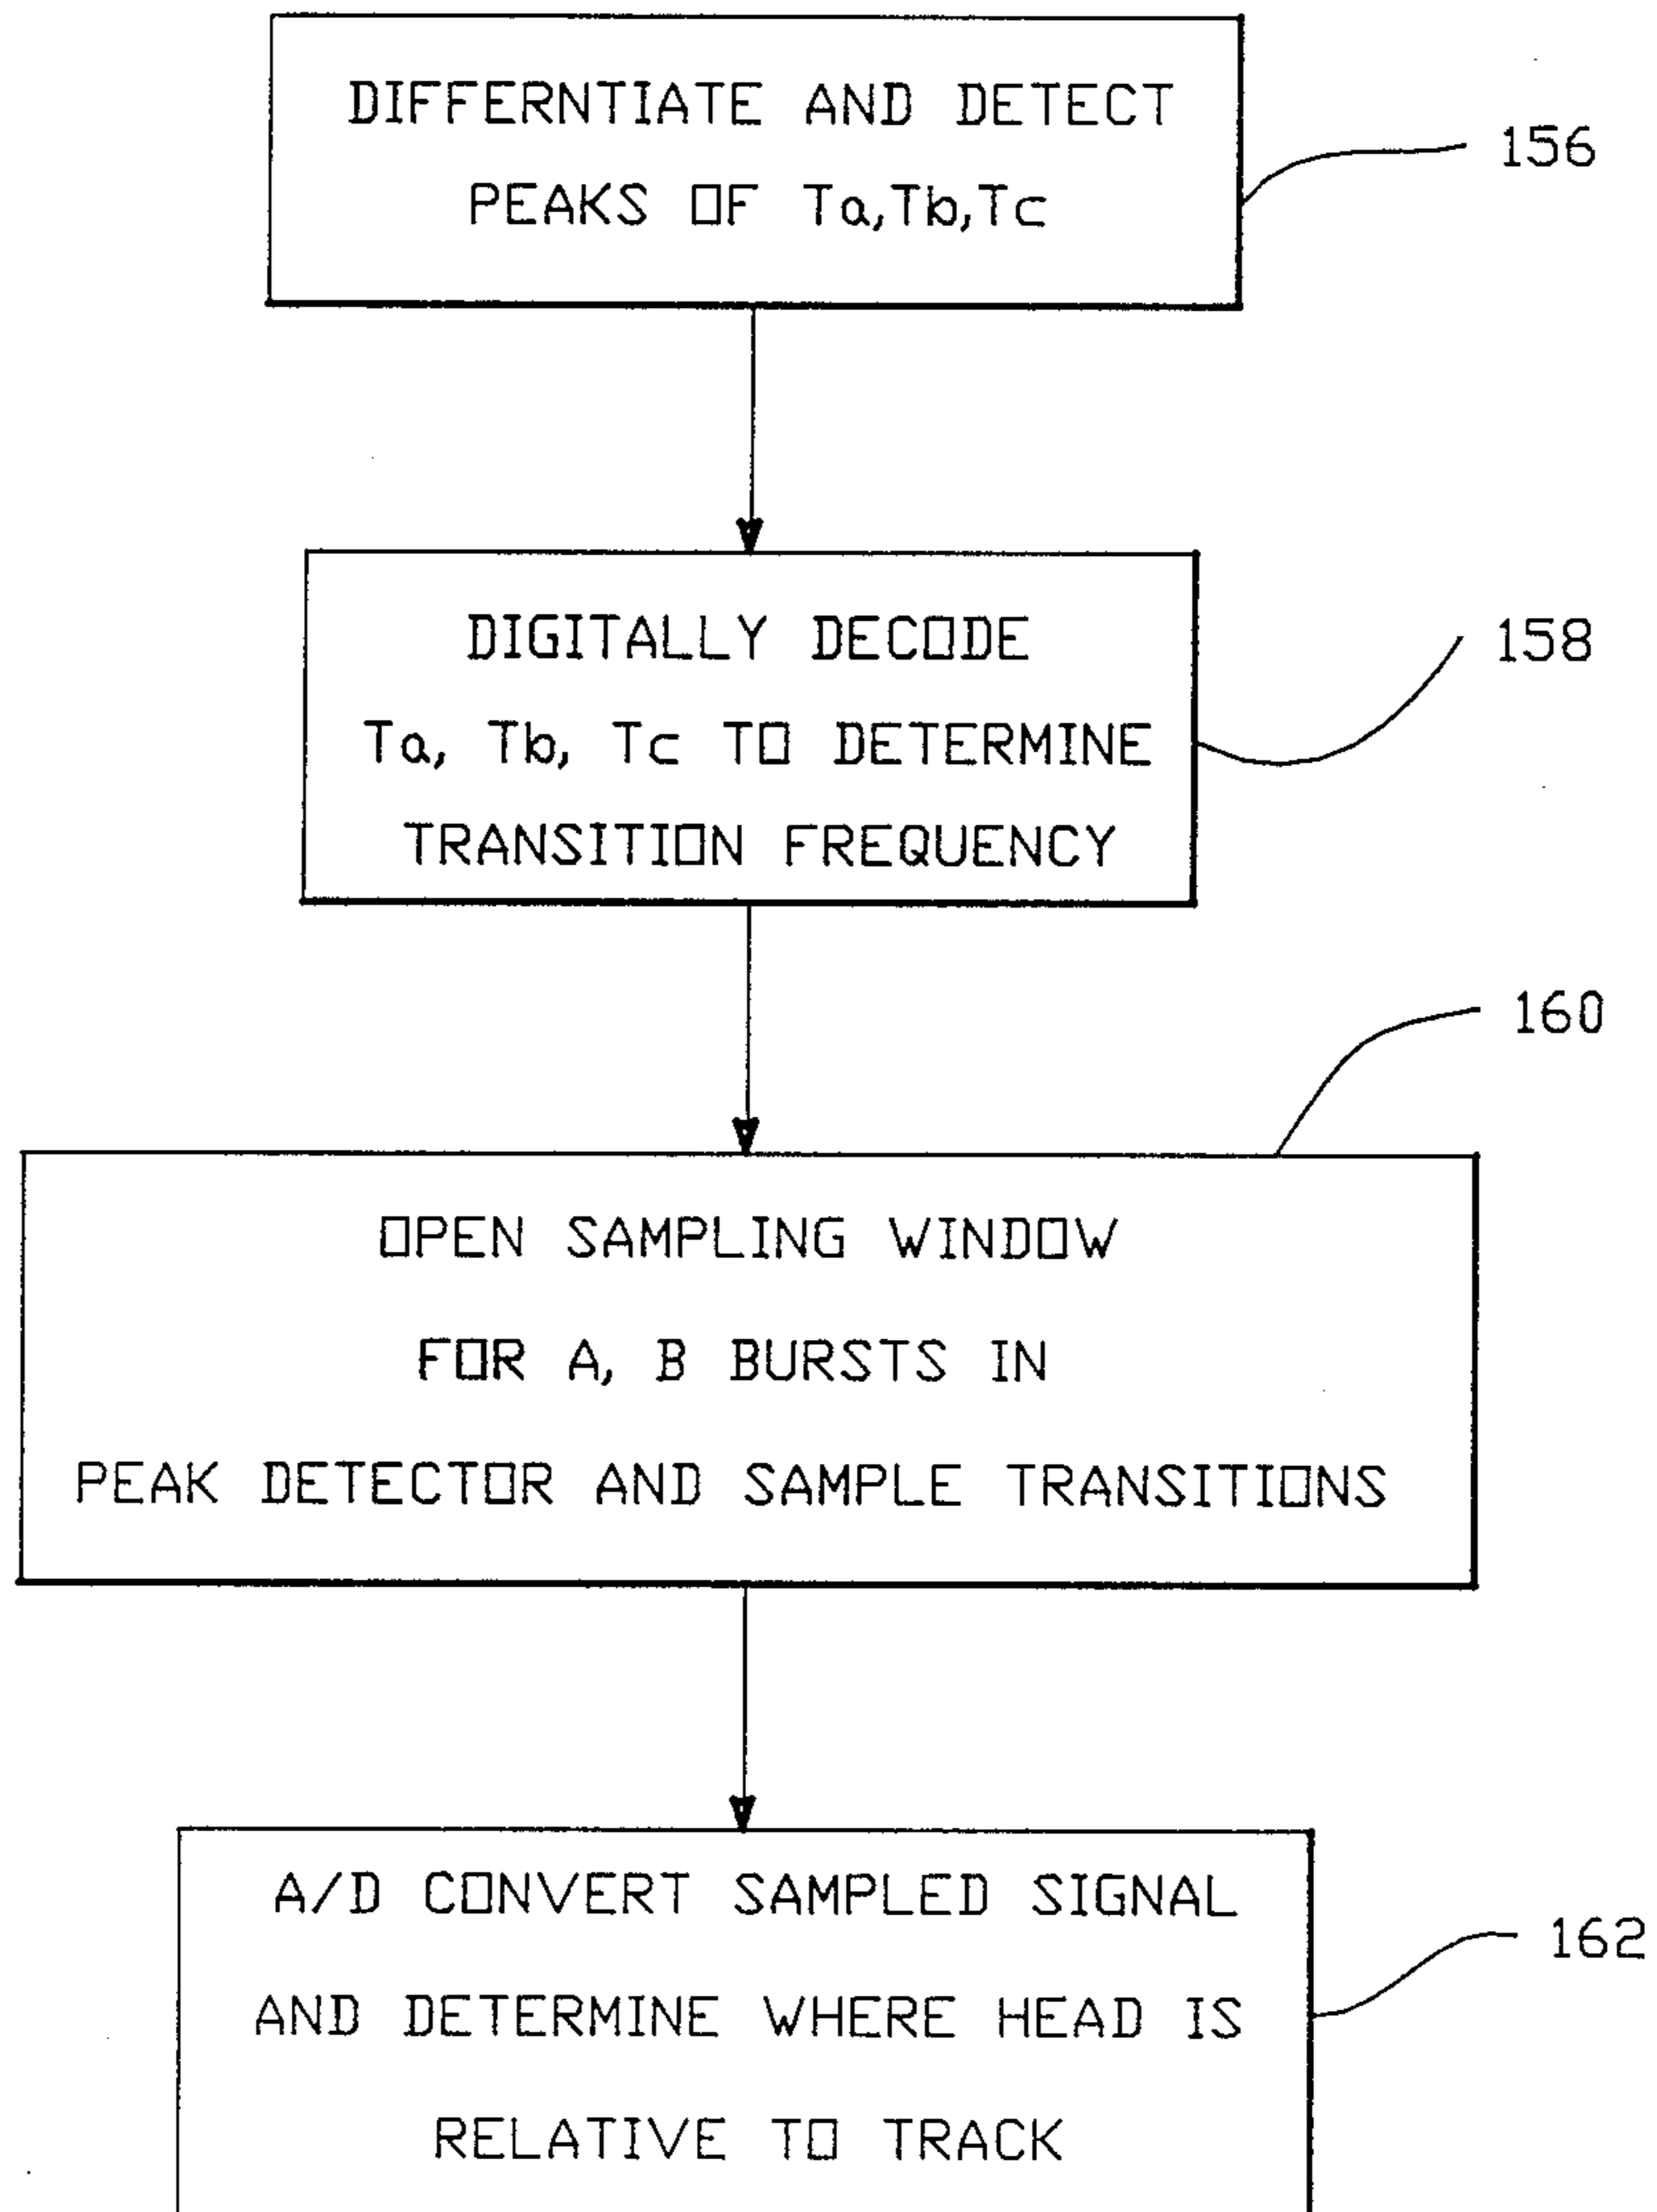 DIFFERNTIATE AND DETECT
PEAKS OF Ta,Tb,Tc
156
DIGITALLY DECODE
Ta, Tb, Tc TO DETERMINE
TRANSITION FREQUENCY
158
160
OPEN SAMPLING WINDOW
FOR A, B BURSTS IN
PEAK DETECTOR AND SAMPLE TRANSITIONS
A/D CONVERT SAMPLED SIGNAL
AND DETERMINE WHERE HEAD IS
RELATIVE TO TRACK
162